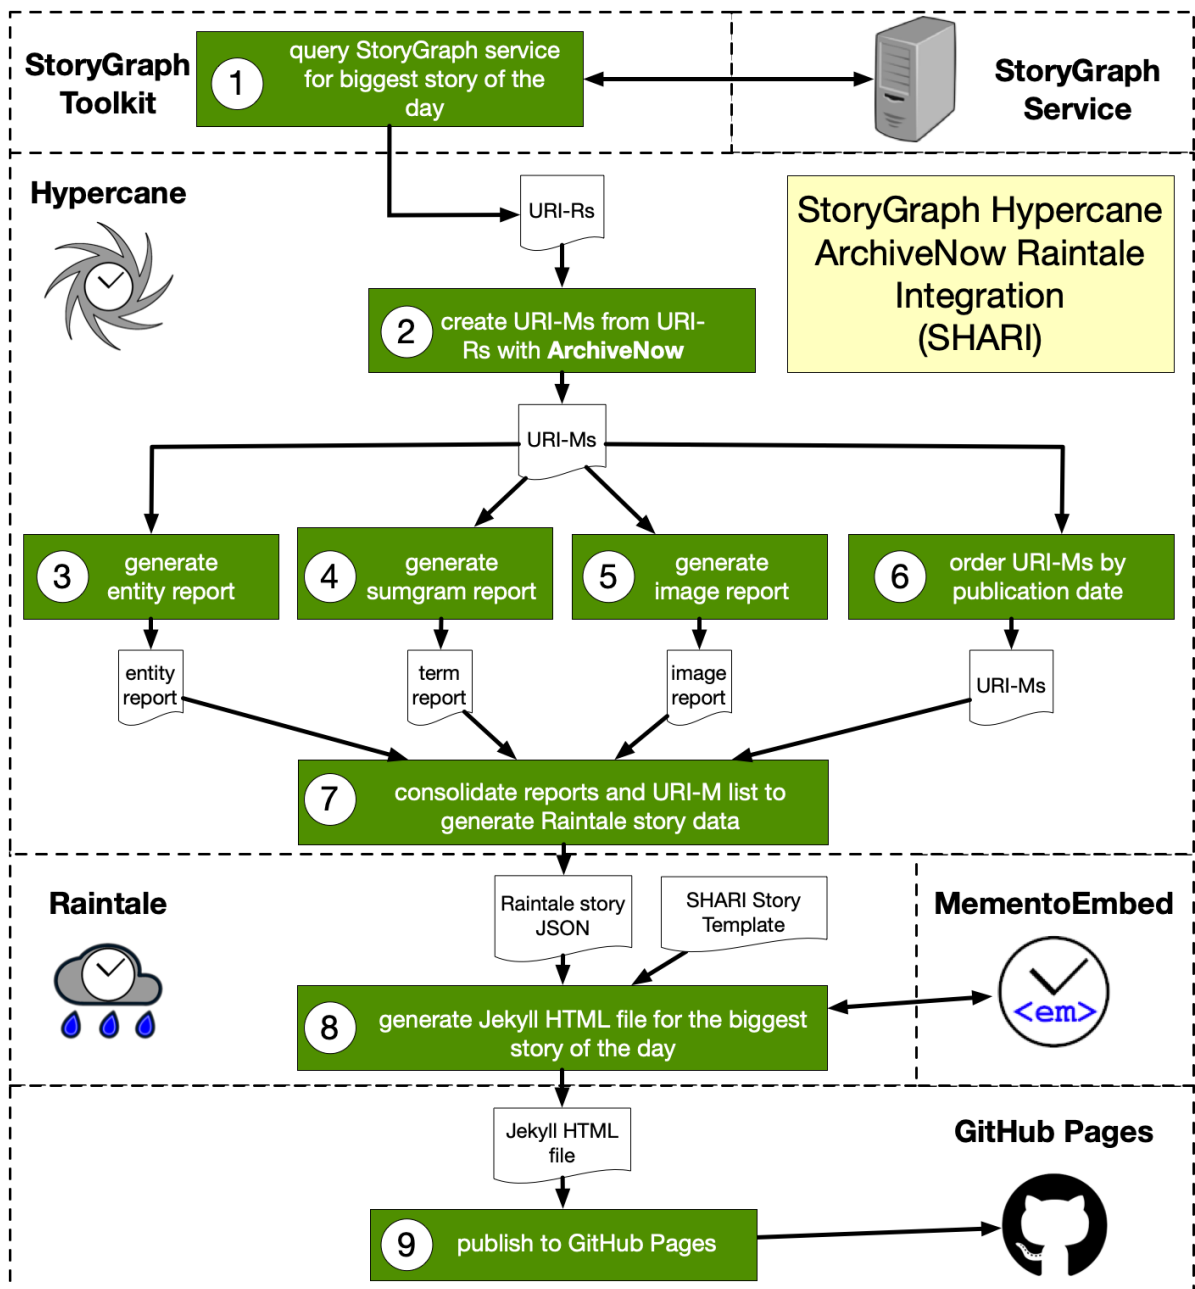 StoryGraph
Toolkit
1
query StoryGraph service
for biggest story of the
day
StoryGraph
Service
Hypercane
URI-Rs
StoryGraph Hypercane
ArchiveNow Raintale
Integration
(SHARI)
2
create URI-Ms from URI-
Rs with ArchiveNow
URI-Ms
3
generate
entity report
4
generate
sumgram report
5
generate
image report
6
order URI-Ms by
publication date
entity
report
term
report
image
report
URI-Ms
7
consolidate reports and URI-M list to
generate Raintale story data
Raintale
Raintale story
JSON
SHARI Story
Template
MementoEmbed
<em>
8
generate Jekyll HTML file for the biggest
story of the day
Jekyll HTML
file
GitHub Pages
9
publish to GitHub Pages